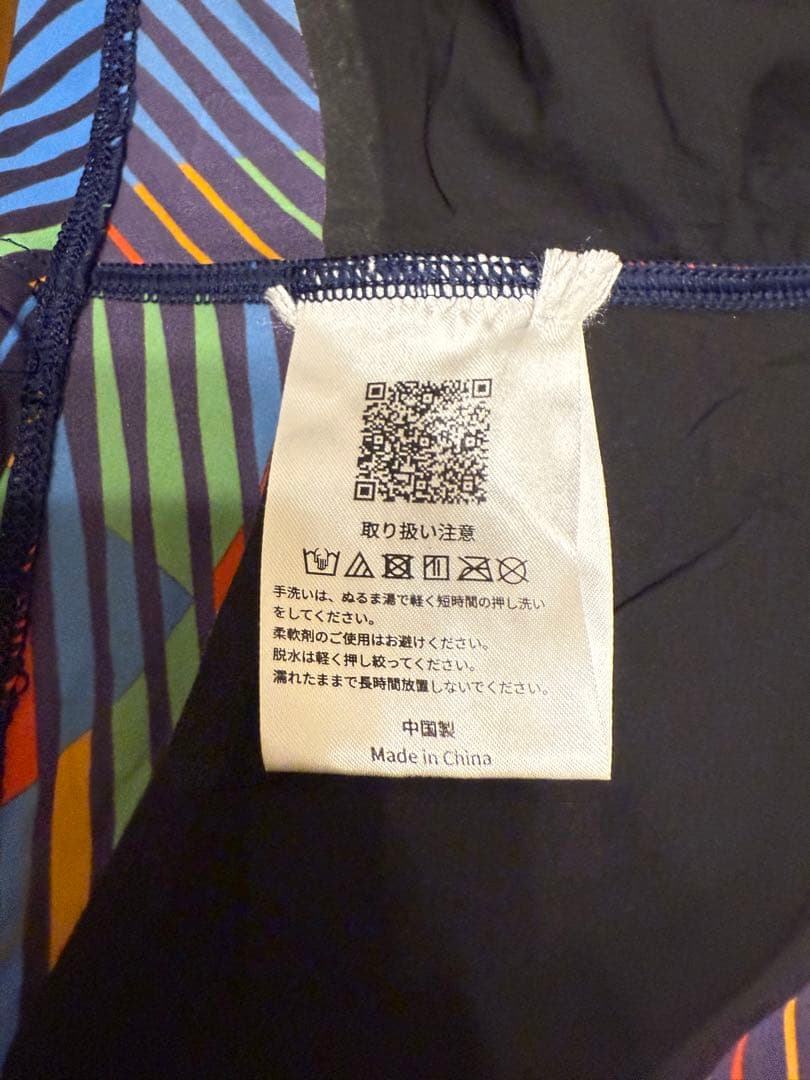 取り扱い注意
手洗いは、ぬるま湯で軽く短時間の押し洗い
をしてください。
柔軟剤のご使用はお避けください。
脱水は軽く押し絞ってください。
濡れたままで長時間放置しないでください。
中国製
Made in China